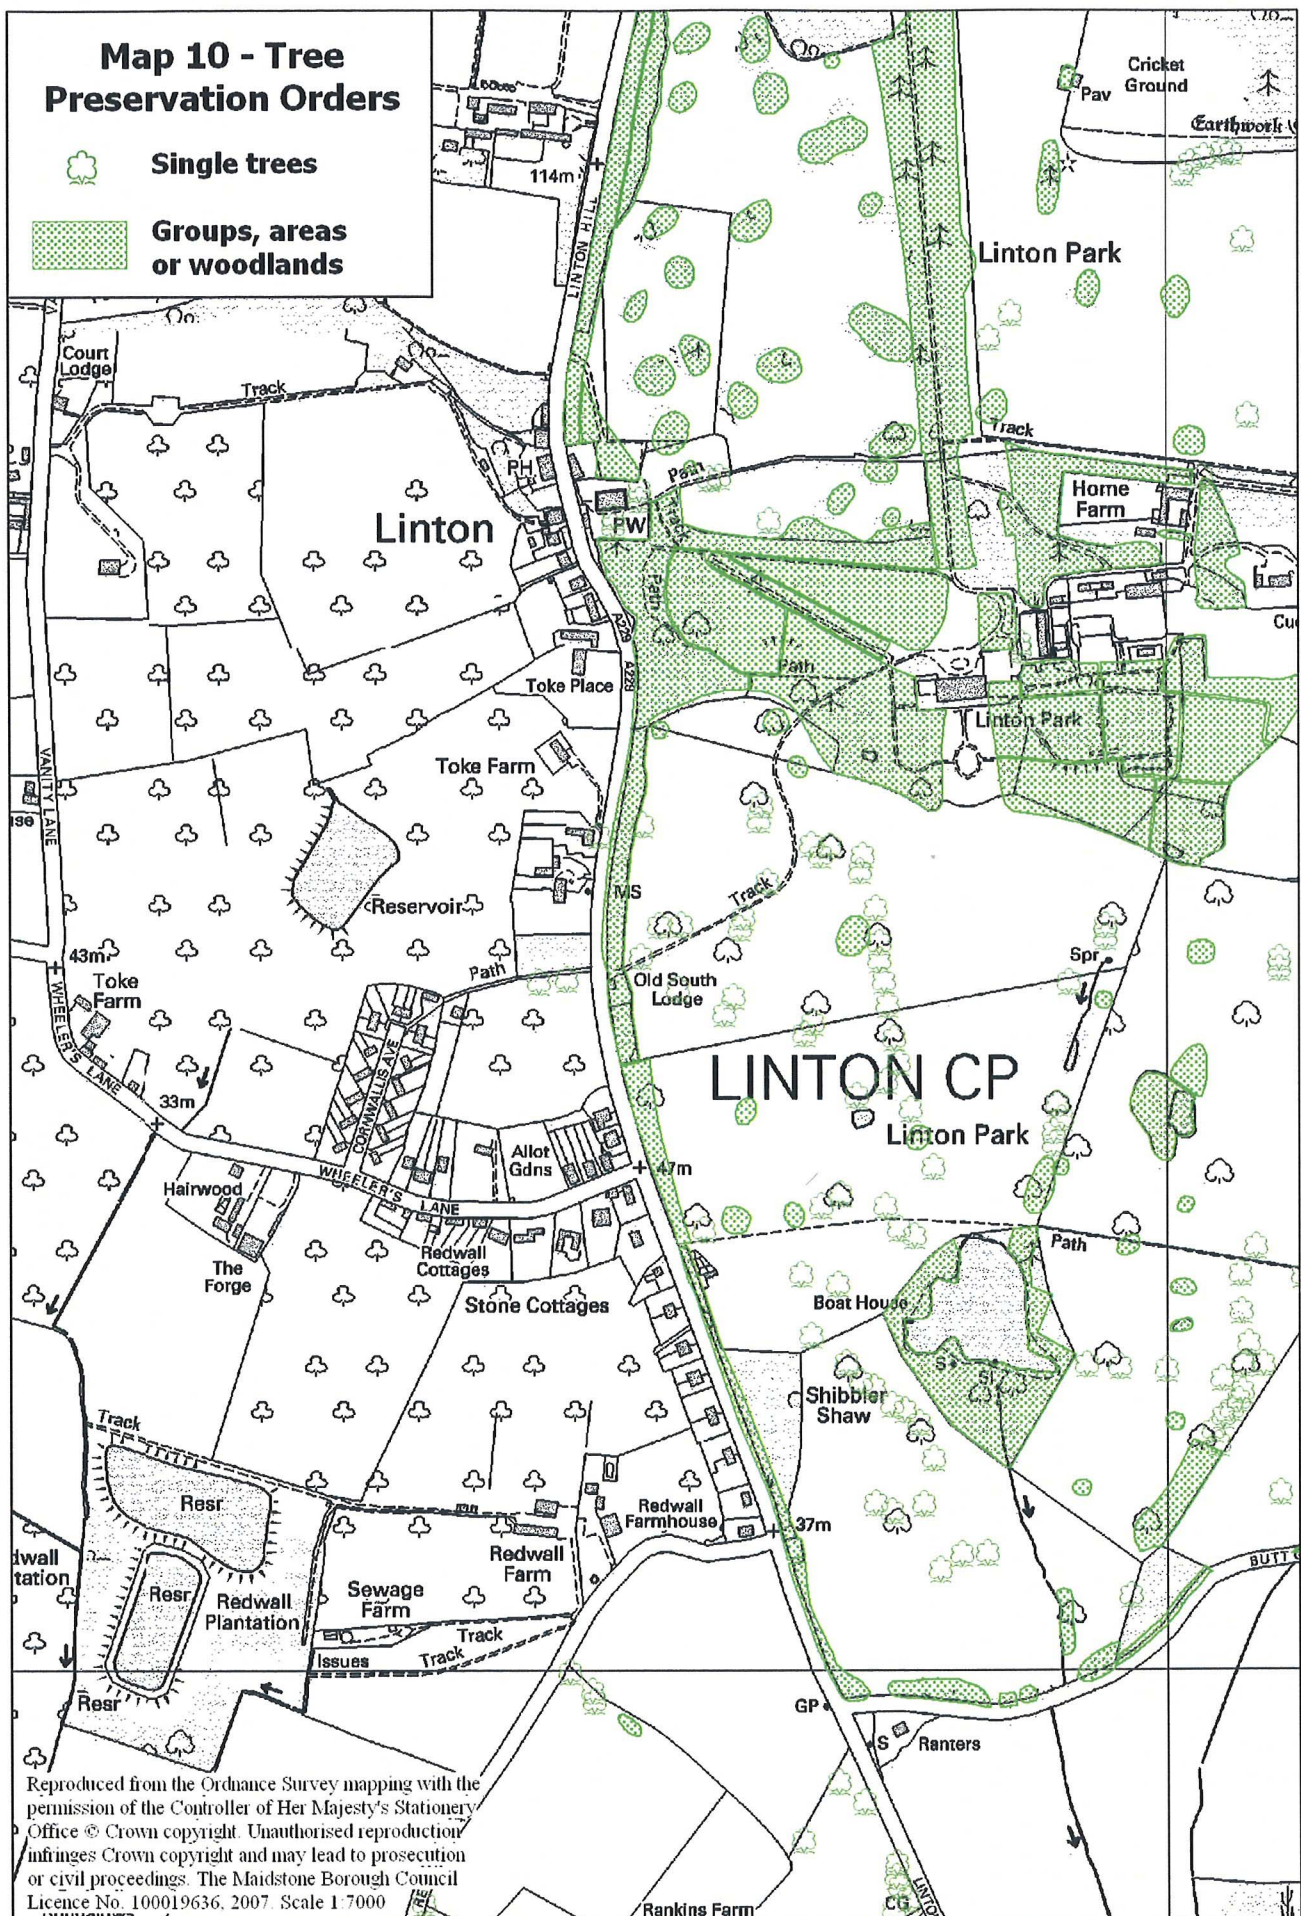 Map 10 - Tree
Preservation Orders
Single trees
Groups, areas
or woodlands
Cricket
Ground
Pav
Earthwork
114m
LINTON HILL
Linton Park
Court
Lodge
Track
Track
PH
Path
Home
Farm
Linton
PW
Track
Path
A229
A229
Toke Place
Path
Linton Park
Toke Farm
VANITY LANE
Reservoir
MS
Track
43m
Toke
Farm
Path
Old South
Lodge
Spr
WHEELER'S
LANE
33m
CORNWALLIS AVE
LINTON CP
Linton Park
Allot
Gdns
47m
WHEELER'S
LANE
Hairwood
The
Forge
Redwall
Cottages
Stone Cottages
Path
Boat House
Shibbler
Shaw
Track
Resr
Redwall
Farmhouse
37m
Redwall
Farm
Resr
Redwall
Plantation
Sewage
Farm
Track
Track
Issues
Resr
GP
S
Ranters
Reproduced from the Ordnance Survey mapping with the
permission of the Controller of Her Majesty's Stationery
Office © Crown copyright. Unauthorised reproduction
infringes Crown copyright and may lead to prosecution
or civil proceedings. The Maidstone Borough Council
Licence No. 100019636, 2007. Scale 1:7000
CG
Rankins Farm